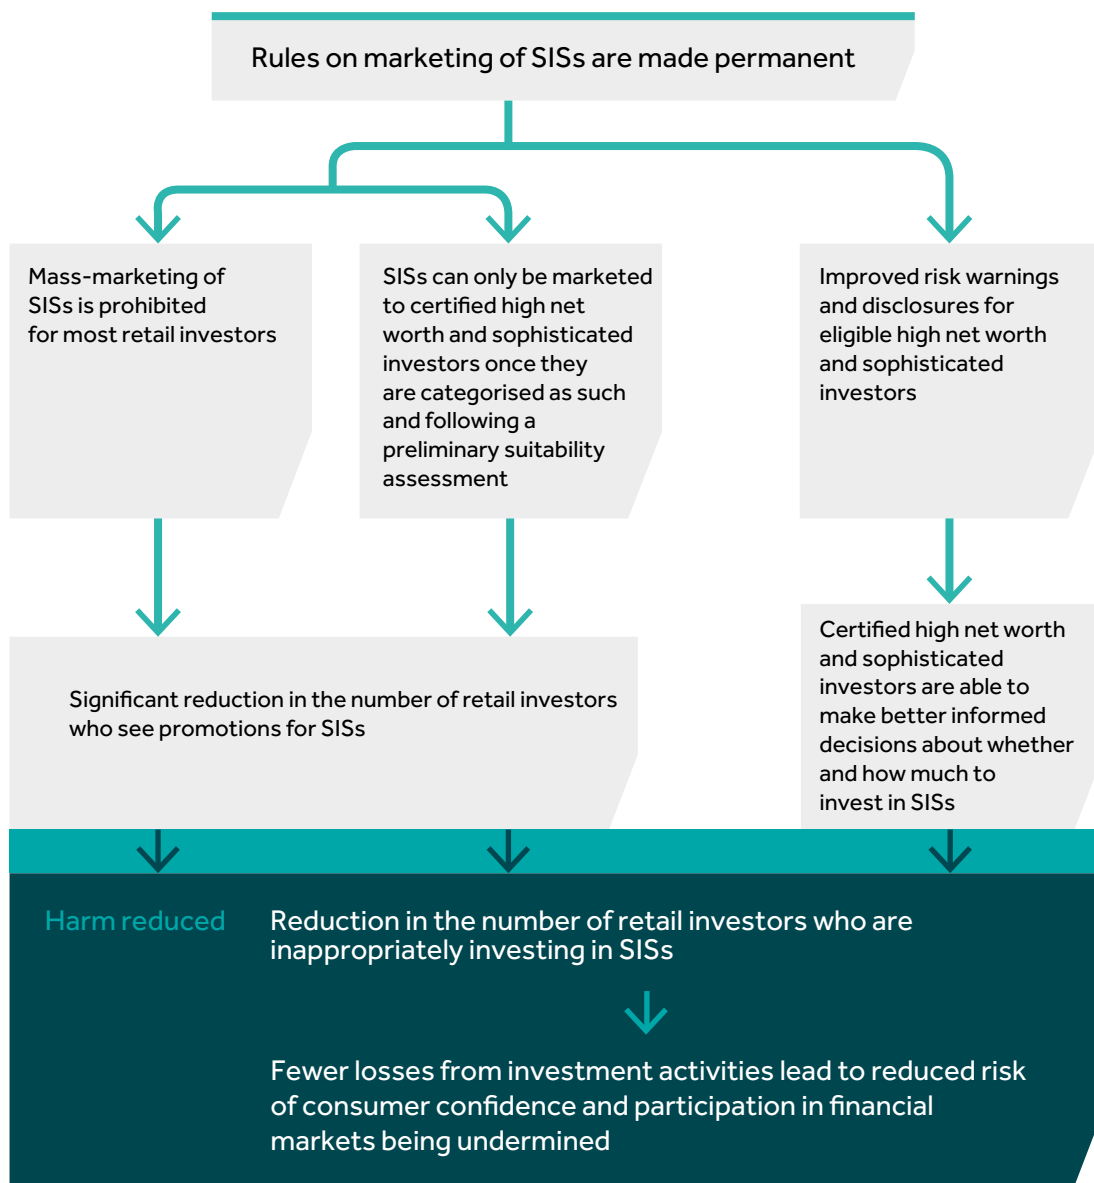 Rules on marketing of SISs are made permanent
Mass-marketing of
SISs is prohibited
for most retail investors
SISs can only be marketed
to certified high net
worth and sophisticated
investors once they
are categorised as such
and following a
preliminary suitability
assessment
Improved risk warnings
and disclosures for
eligible high net worth
and sophisticated
investors
Significant reduction in the number of retail investors
who see promotions for SISs
Certified high net worth
and sophisticated
investors are able to
make better informed
decisions about whether
and how much to
invest in SISs
Harm reduced
Reduction in the number of retail investors who are
inappropriately investing in SISs
Fewer losses from investment activities lead to reduced risk
of consumer confidence and participation in financial
markets being undermined